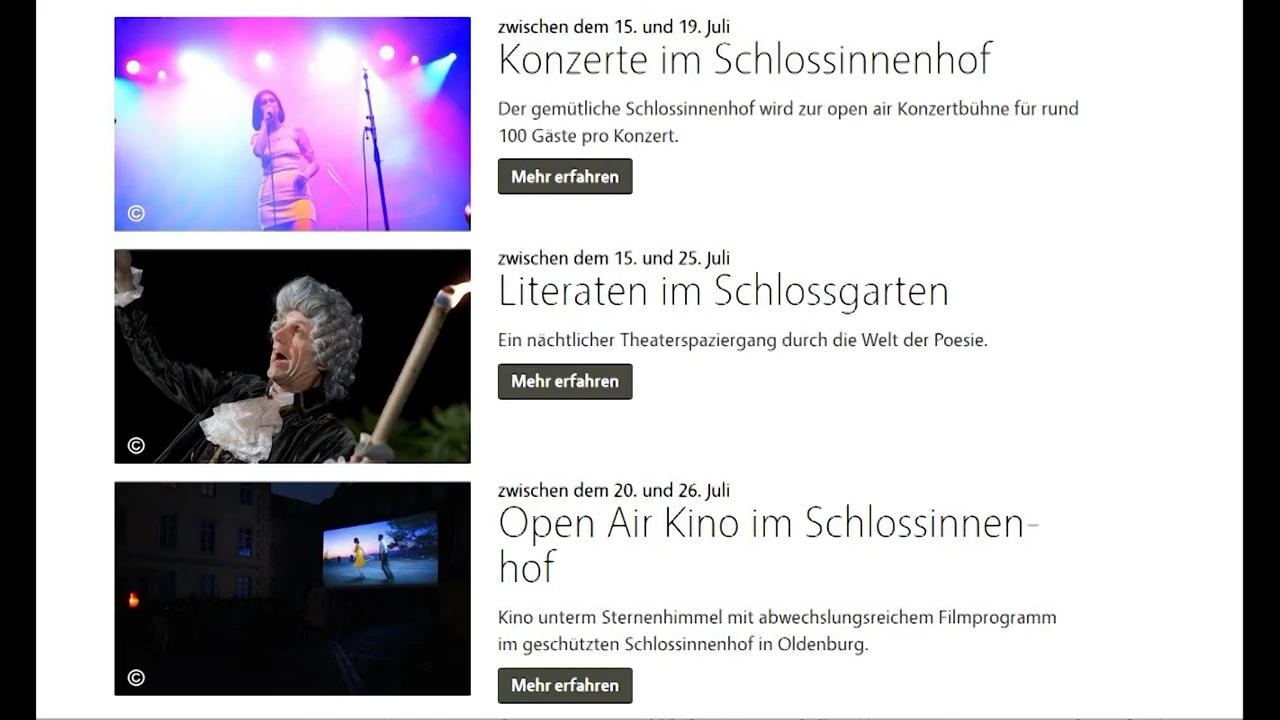 zwischen dem 15. und 19. Juli
Konzerte im Schlossinnenhof
Der gemütliche Schlossinnenhof wird zur open air Konzertbühne für rund
100 Gäste pro Konzert.
Mehr erfahren
©
zwischen dem 15. und 25. Juli
Literaten im Schlossgarten
Ein nächtlicher Theaterspaziergang durch die Welt der Poesie.
Mehr erfahren
©
zwischen dem 20. und 26. Juli
Open Air Kino im Schlossinnen-
hof
Kino unterm Sternenhimmel mit abwechslungsreichem Filmprogramm
im geschützten Schlossinnenhof in Oldenburg.
Mehr erfahren
©